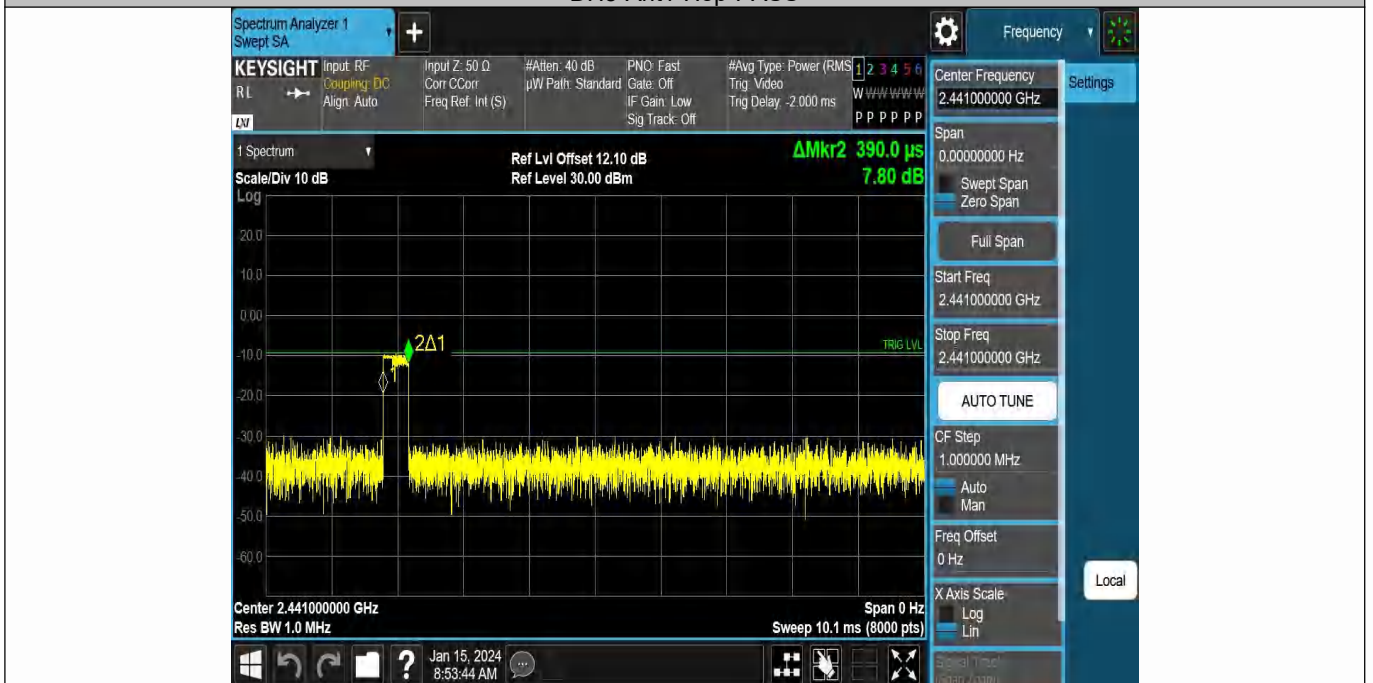 Spectrum Analyzer 1
Swept SA
+
Frequency
KEYSIGHT
RL
LXI
Input: RF
Coupling: DC
Align: Auto
Input Z: 50 Ω
Corr CCorr
Freq Ref: Int (S)
#Atten: 40 dB
µW Path: Standard
PNO: Fast
Gate: Off
IF Gain: Low
Sig Track: Off
#Avg Type: Power (RMS
Trig: Video
Trig Delay: -2.000 ms
1 2 3 4 5 6
W W W W W W
P P P P P P
Center Frequency
2.441000000 GHz
Settings
1 Spectrum
Scale/Div 10 dB
Ref Lvl Offset 12.10 dB
Ref Level 30.00 dBm
ΔMkr2 390.0 µs
7.80 dB
Span
0.00000000 Hz
Swept Span
Zero Span
Full Span
Start Freq
2.441000000 GHz
Stop Freq
2.441000000 GHz
AUTO TUNE
CF Step
1.000000 MHz
Auto
Man
Freq Offset
0 Hz
X Axis Scale
Log
Lin
Local
Log
20.0
10.0
0.00
-10.0
-20.0
-30.0
-40.0
-50.0
-60.0
2Δ1
TRIG LVL
Center 2.441000000 GHz
Res BW 1.0 MHz
Span 0 Hz
Sweep 10.1 ms (8000 pts)
?
Jan 15, 2024
8:53:44 AM